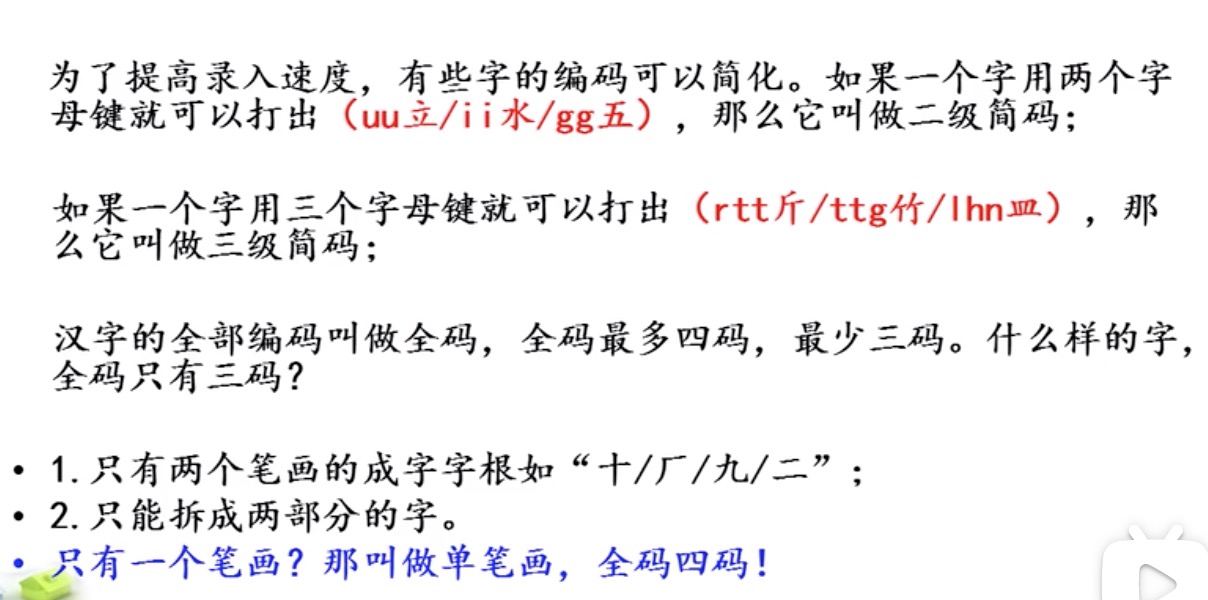 为了提高录入速度，有些字的编码可以简化。如果一个字用两个字
母键就可以打出（uu立/ii水/gg五），那么它叫做二级简码；
如果一个字用三个字母键就可以打出（rtt斤/ttg竹/lhn皿），那
么它叫做三级简码；
汉字的全部编码叫做全码，全码最多四码，最少三码。什么样的字，
全码只有三码？
• 1.只有两个笔画的成字字根如“十/厂/九/二”；
• 2.只能拆成两部分的字。
• 只有一个笔画？那叫做单笔画，全码四码！